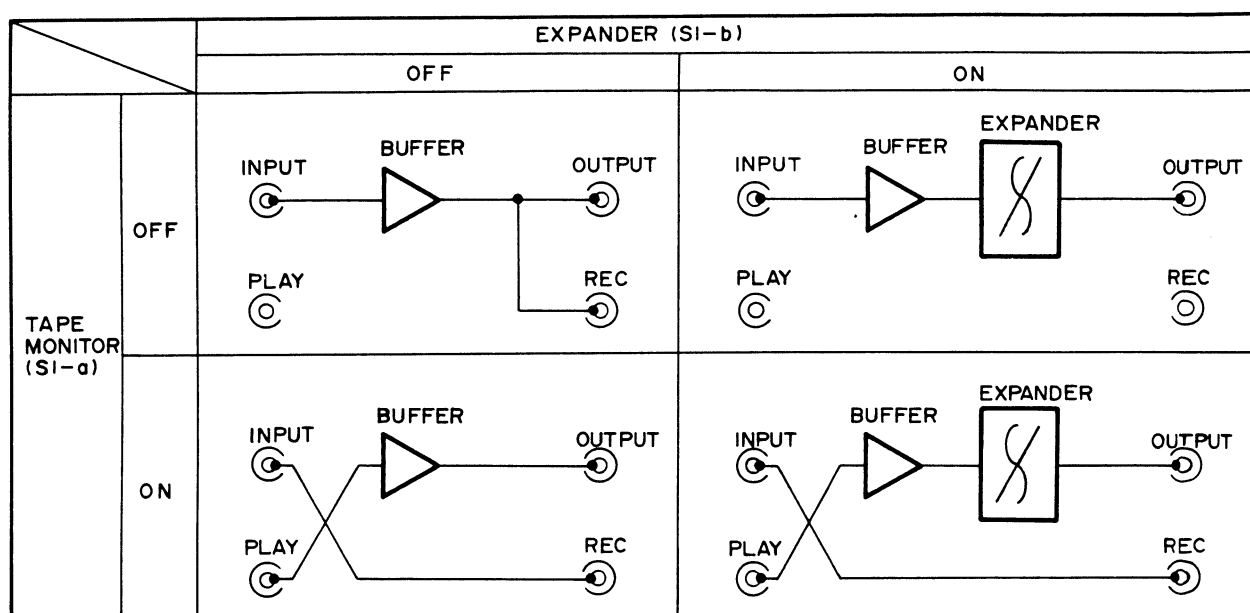 EXPANDER (S1-b)
OFF
ON
TAPE
MONITOR
(S1-a)
OFF
INPUT
BUFFER
OUTPUT
PLAY
REC
INPUT
BUFFER
EXPANDER
OUTPUT
PLAY
REC
ON
INPUT
BUFFER
OUTPUT
PLAY
REC
INPUT
BUFFER
EXPANDER
OUTPUT
PLAY
REC